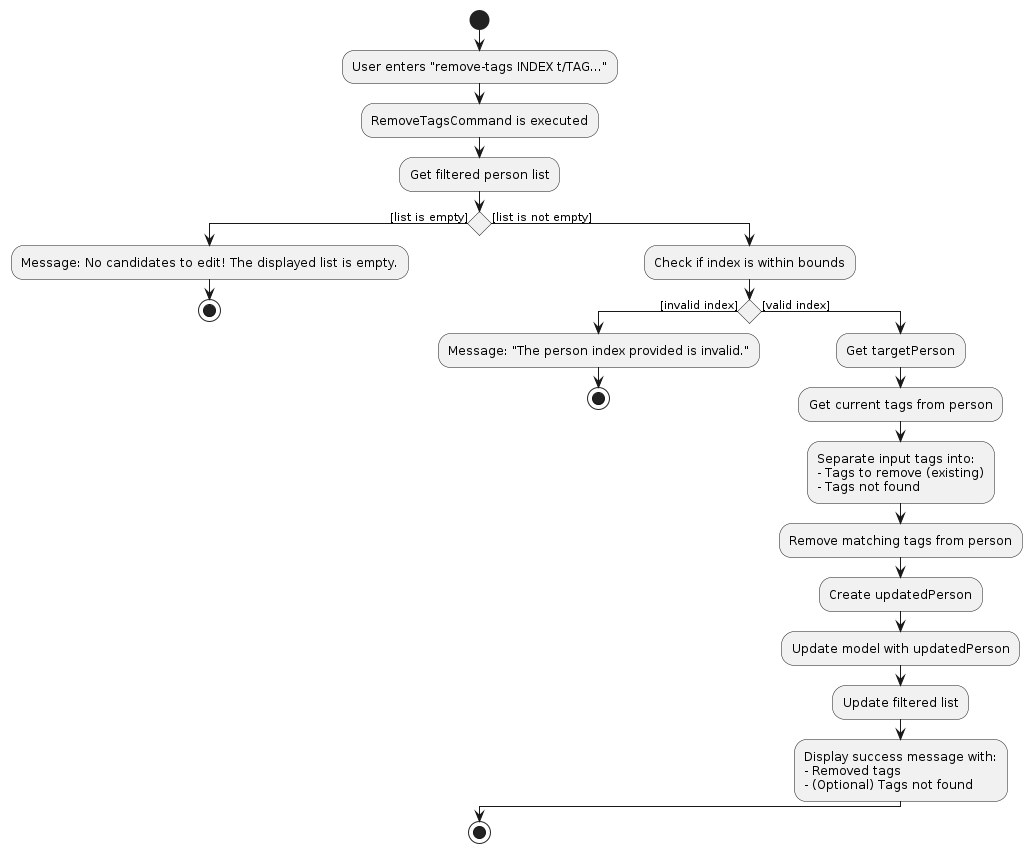 User enters "remove-tags INDEX t/TAG..."
RemoveTagsCommand is executed
Get filtered person list
[list is empty]
[list is not empty]
Message: No candidates to edit! The displayed list is empty.
Check if index is within bounds
[invalid index]
[valid index]
Message: "The person index provided is invalid."
Get targetPerson
Get current tags from person
Separate input tags into:
- Tags to remove (existing)
- Tags not found
Remove matching tags from person
Create updatedPerson
Update model with updatedPerson
Update filtered list
Display success message with:
- Removed tags
- (Optional) Tags not found